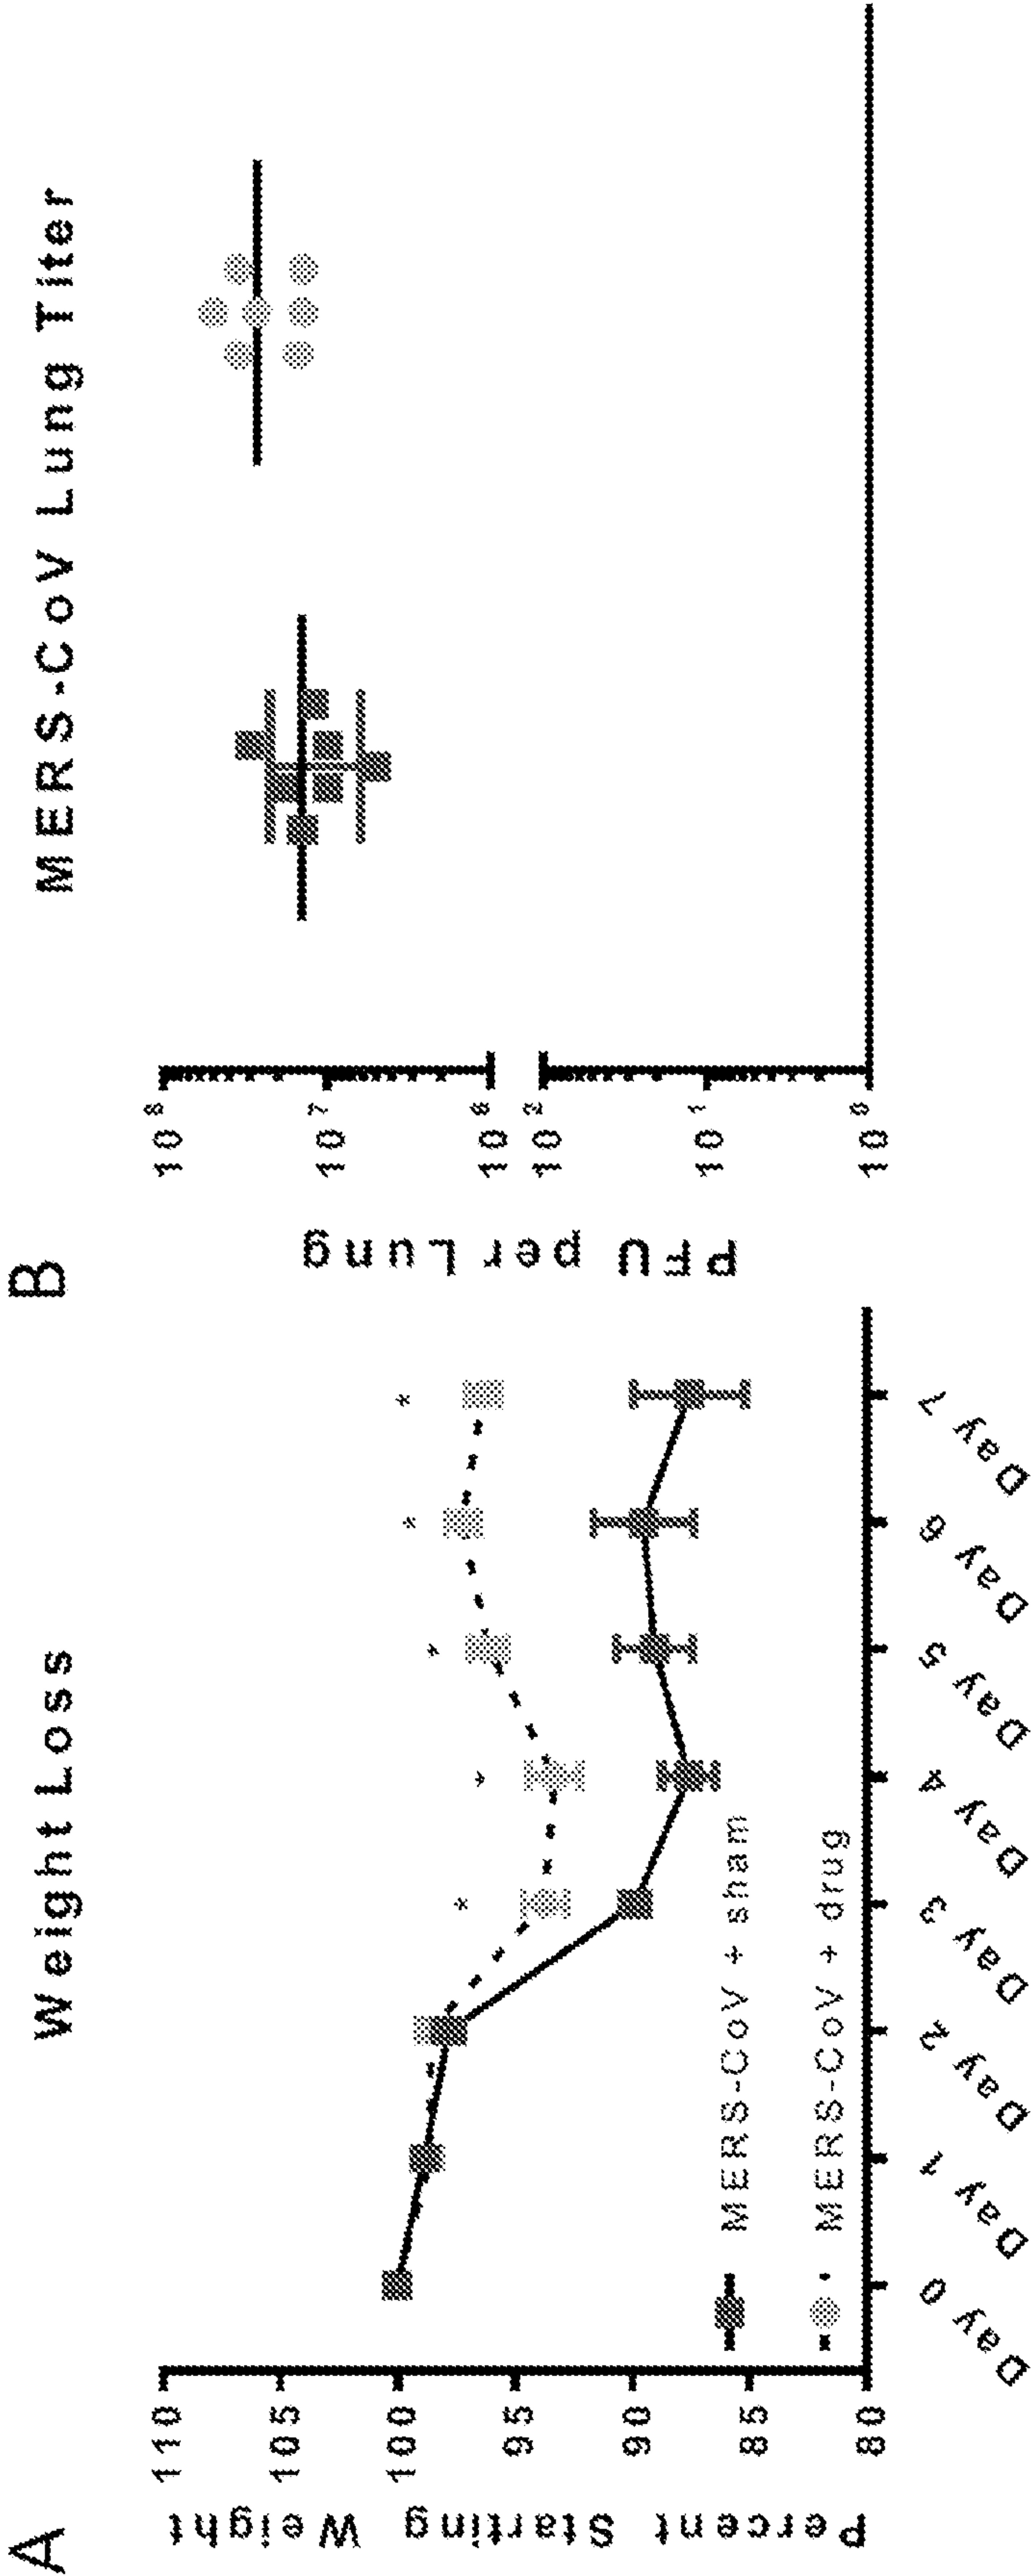 A
Weight Loss
Percent Starting Weight
110
105
100
95
90
85
80
* * * * *
MERS-CoV + sham
MERS-CoV + drug
Day 0
Day 1
Day 2
Day 3
Day 4
Day 5
Day 6
Day 7
B
MERS-CoV Lung Titer
PFU per Lung
10⁸
10⁷
10⁶
10²
10¹
10⁰